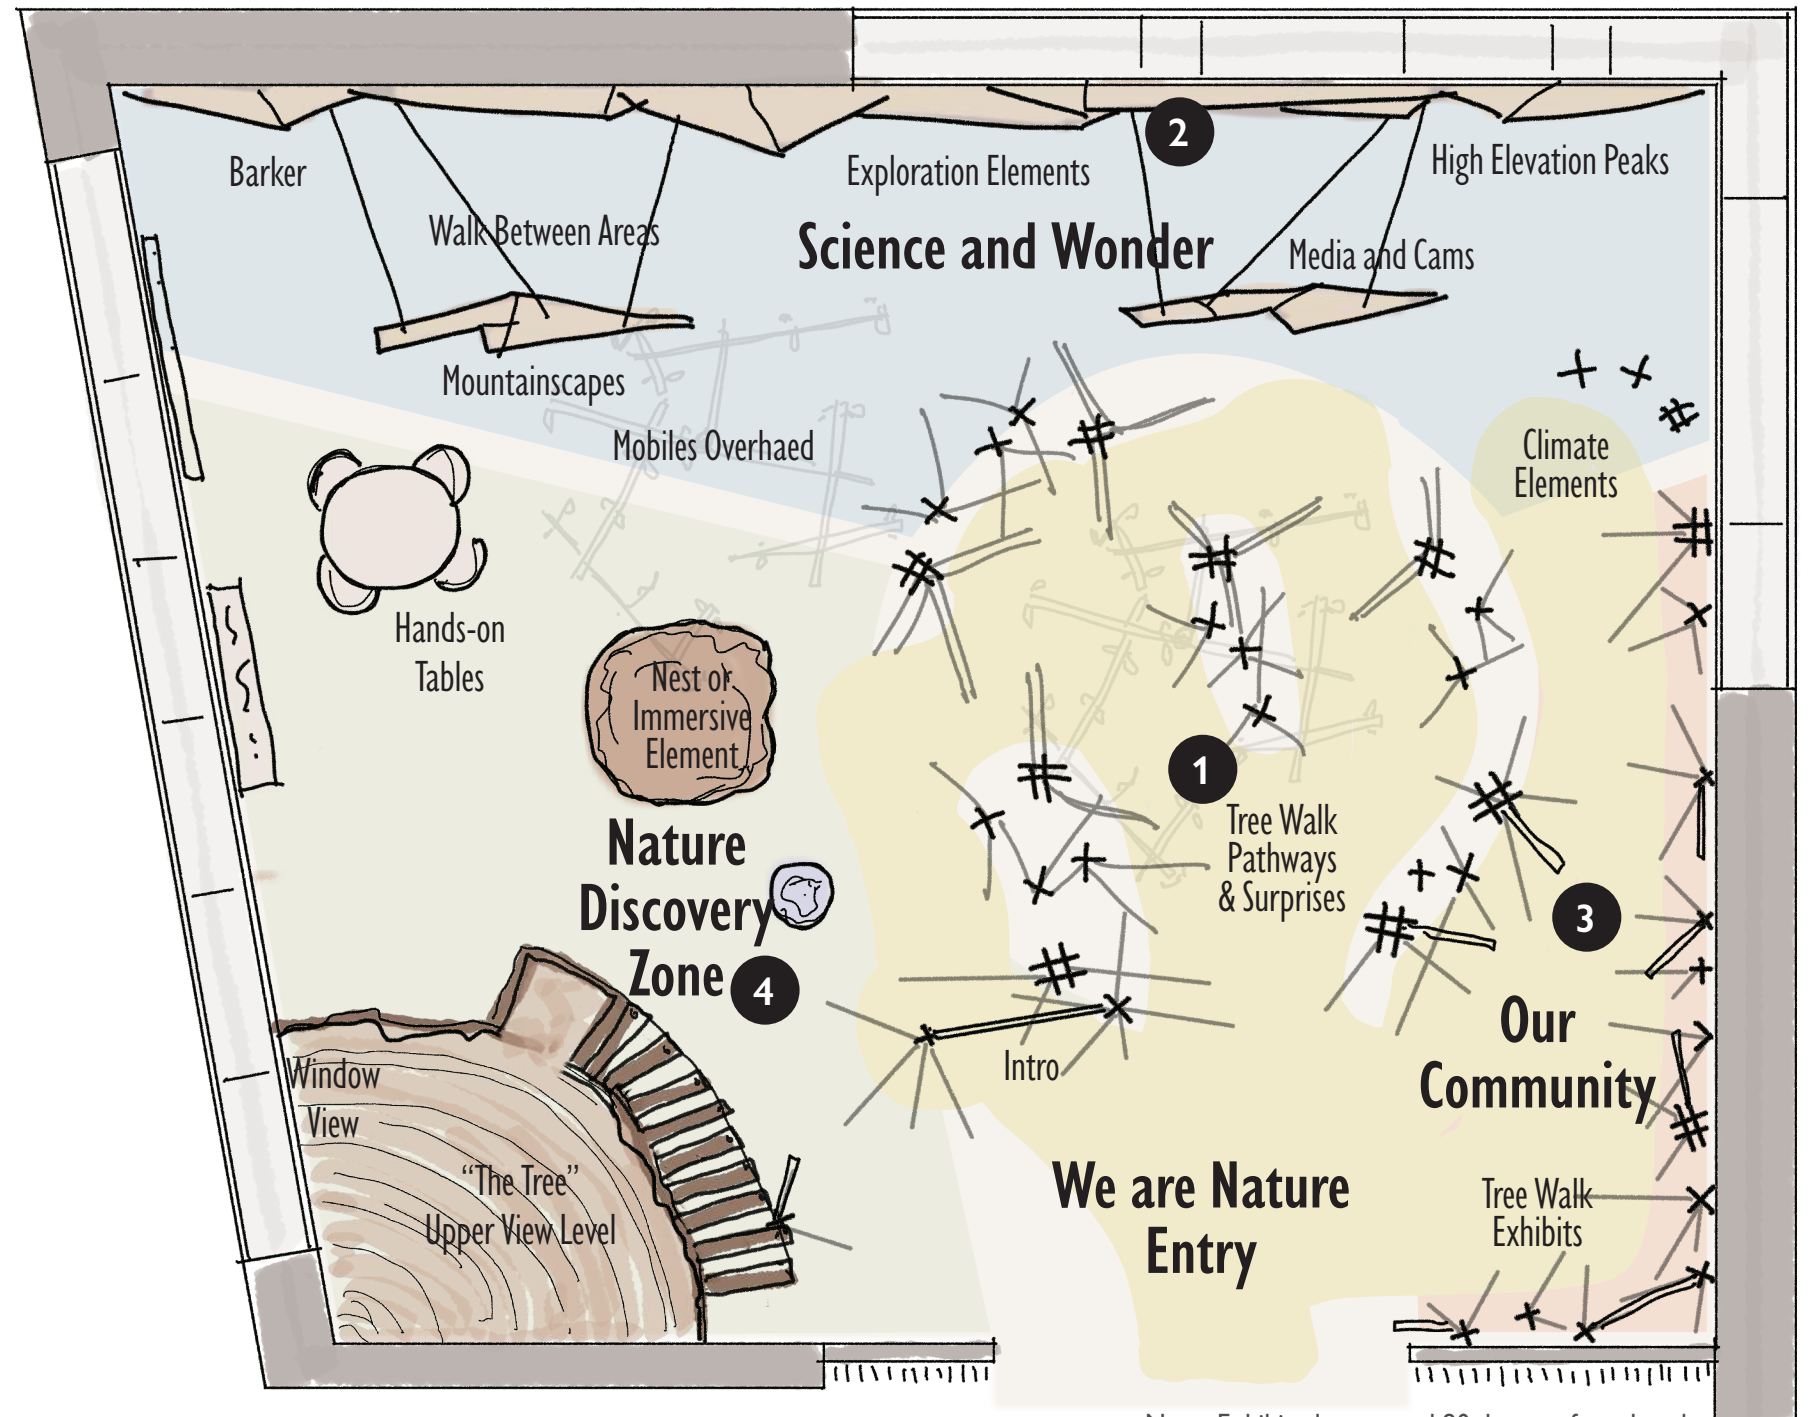 2
Barker
Exploration Elements
High Elevation Peaks
Walk Between Areas
Science and Wonder
Media and Cams
Mountainscapes
Mobiles Overhaed
Climate
Elements
Hands-on
Tables
Nest or
Immersive
Element
1
Tree Walk
Pathways
& Surprises
Nature
Discovery
Zone
4
3
Our
Community
Intro
Window
View
"The Tree"
Upper View Level
We are Nature
Entry
Tree Walk
Exhibits